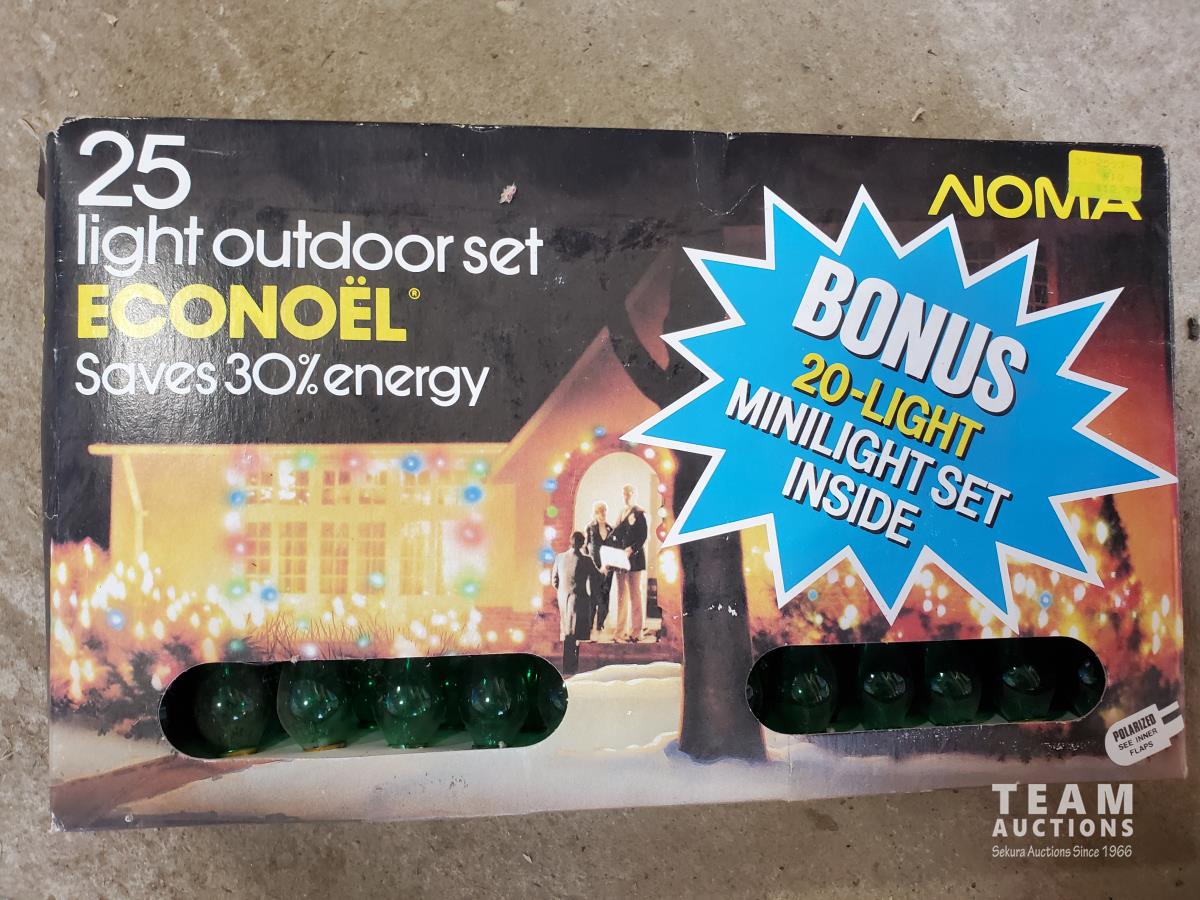 25
light outdoor set
ECONOËL®
Saves 30% energy
NOMA
BONUS
20-LIGHT
MINILIGHT SET
INSIDE
POLARIZED
SEE INNER
FLAPS
TEAM
AUCTIONS
Sekura Auctions Since 1966